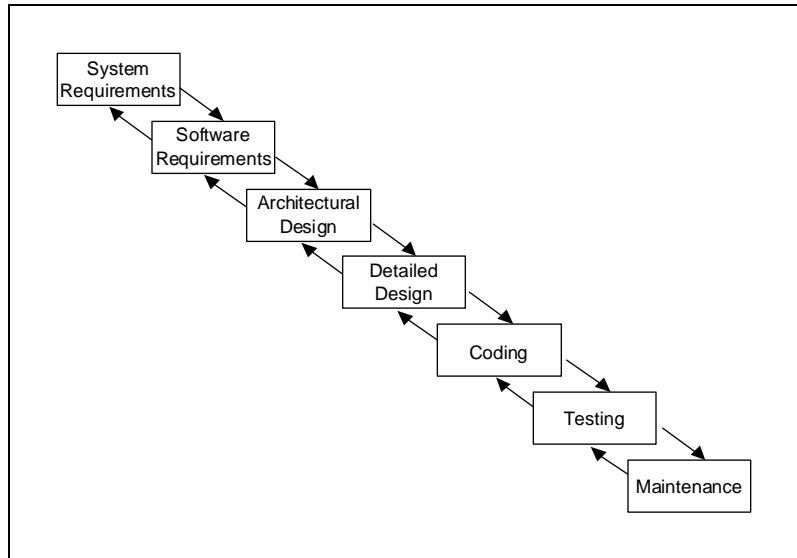 System
Requirements
Software
Requirements
Architectural
Design
Detailed
Design
Coding
Testing
Maintenance